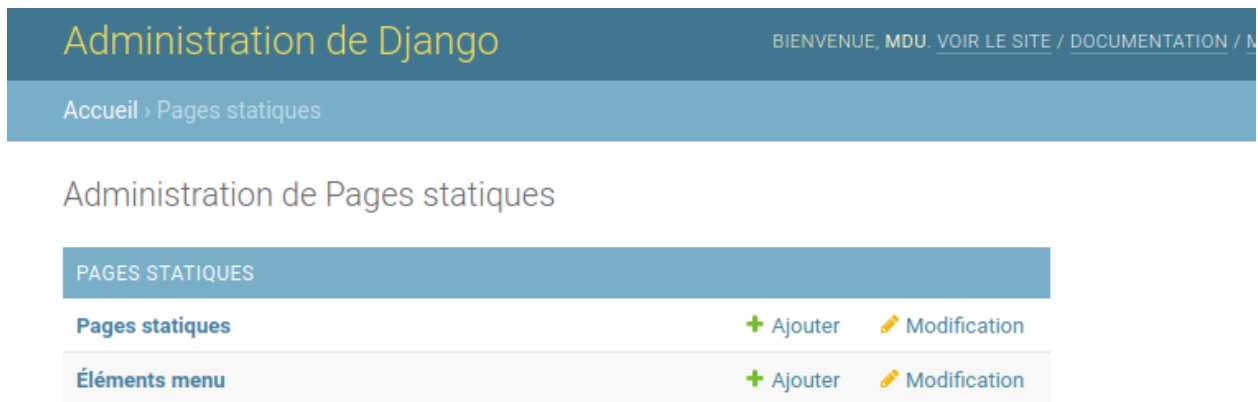 Administration de Django
BIENVENUE, MDU. VOIR LE SITE / DOCUMENTATION /
Accueil › Pages statiques
Administration de Pages statiques
PAGES STATIQUES
Pages statiques Ajouter Modification
Éléments menu Ajouter Modification